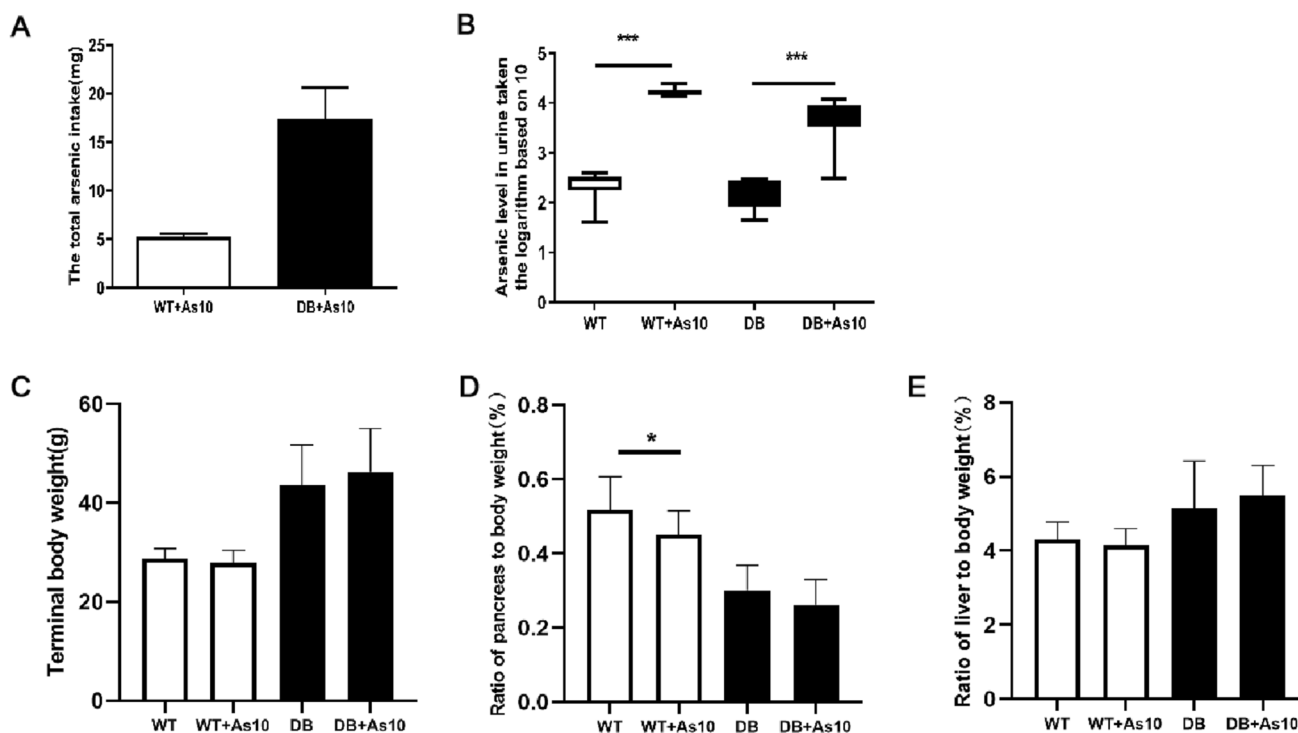 A
The total arsenic intake(mg)
25
20
15
10
5
0
WT+As10
DB+As10
B
Arsenic level in urine taken
the logarithm based on 10
5
4
3
2
1
0
***
***
WT
WT+As10
DB
DB+As10
C
Terminal body weight(g)
60
40
20
0
WT
WT+As10
DB
DB+As10
D
Ratio of pancreas to body weight(%)
0.8
0.6
0.4
0.2
0.0
*
WT
WT+As10
DB
DB+As10
E
Ratio of liver to body weight(%)
8
6
4
2
0
WT
WT+As10
DB
DB+As10